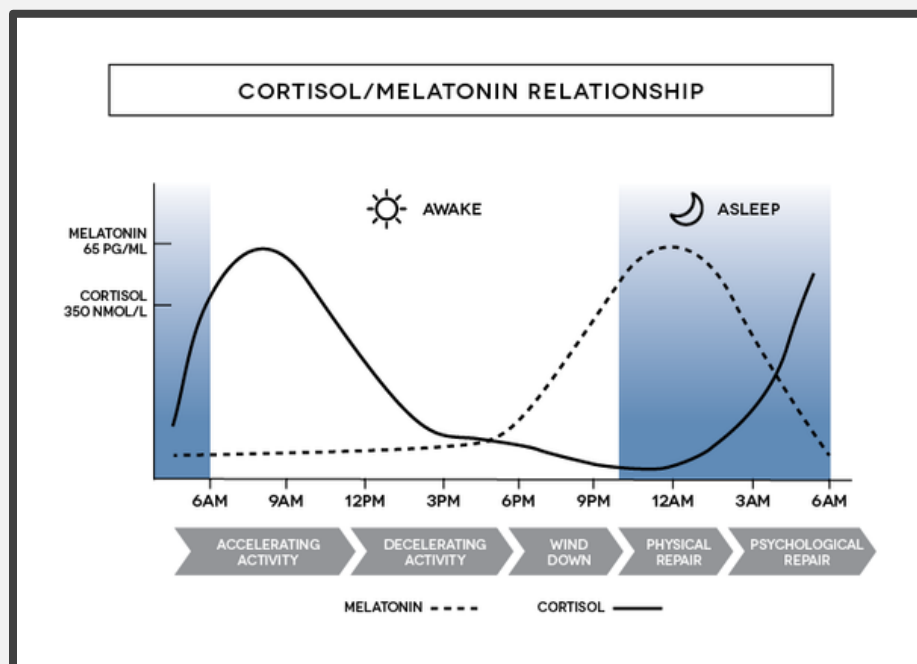 CORTISOL/MELATONIN RELATIONSHIP
AWAKE
ASLEEP
MELATONIN
65 PG/ML
CORTISOL
350 NMOL/L
6AM 9AM 12PM 3PM 6PM 9PM 12AM 3AM 6AM
ACCELERATING
ACTIVITY
DECELERATING
ACTIVITY
WIND
DOWN
PHYSICAL
REPAIR
PSYCHOLOGICAL
REPAIR
MELATONIN
CORTISOL